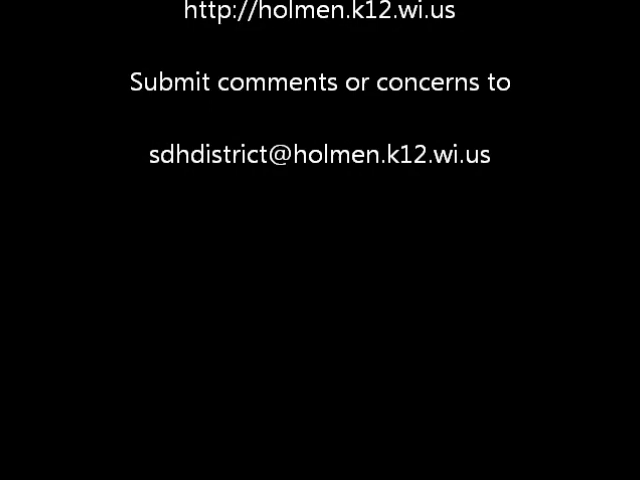 http://holmen.k12.wi.us
Submit comments or concerns to
sdhdistrict@holmen.k12.wi.us